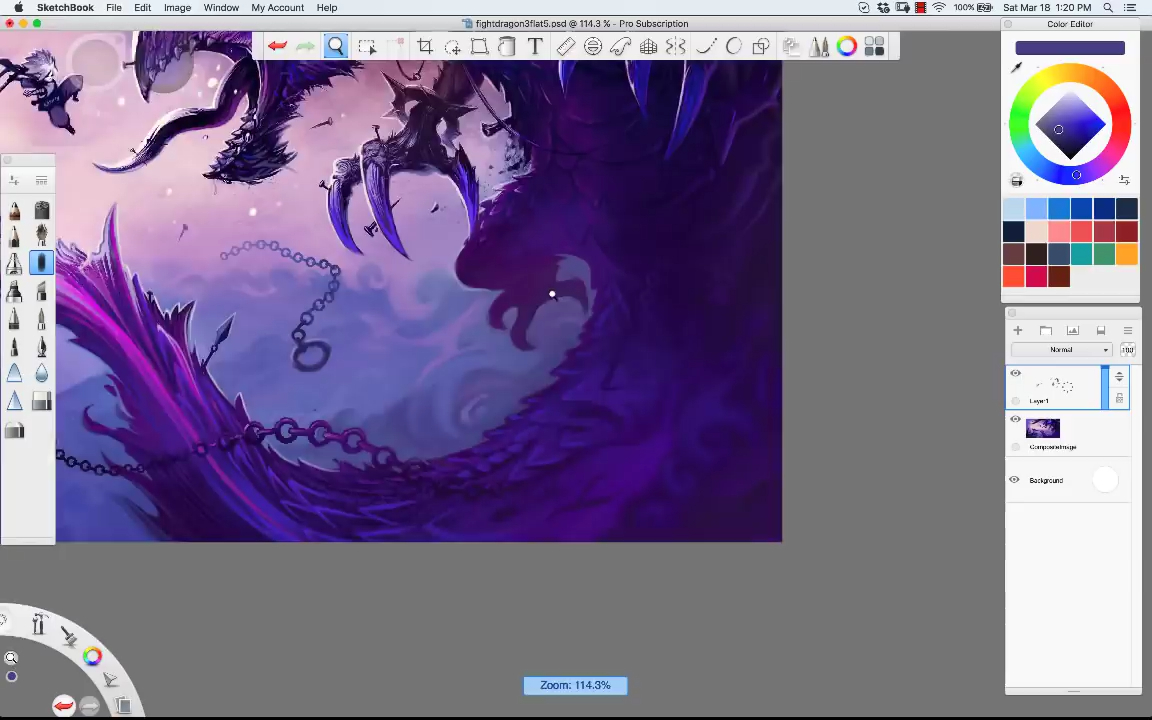 SketchBook File Edit Image Window My Account Help 100% Sat Mar 18 1:20 PM
fightdragon3flat5.psd @ 114.3 % - Pro Subscription
Color Editor
Normal 100
Layer1
CompositeImage
Background
Zoom: 114.3%